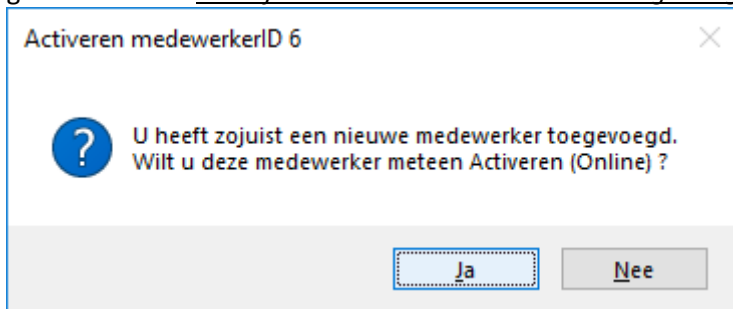 Activeren medewerkerID 6
U heeft zojuist een nieuwe medewerker toegevoegd.
Wilt u deze medewerker meteen Activeren (Online) ?
Ja
Nee